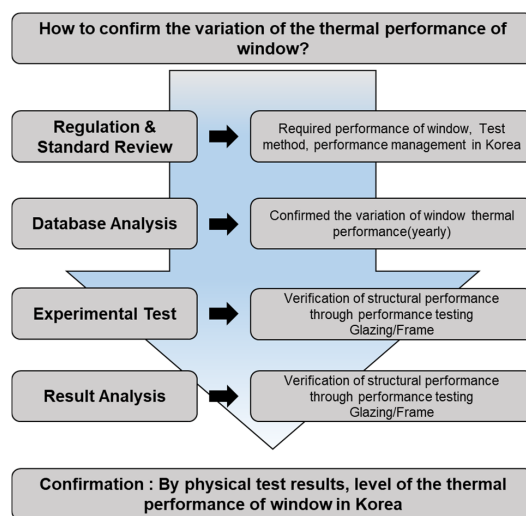 How to confirm the variation of the thermal performance of
window?
Regulation &
Standard Review
Required performance of window, Test
method, performance management in Korea
Database Analysis
Confirmed the variation of window thermal
performance(yearly)
Experimental Test
Verification of structural performance
through performance testing
Glazing/Frame
Result Analysis
Verification of structural performance
through performance testing
Glazing/Frame
Confirmation : By physical test results, level of the thermal
performance of window in Korea